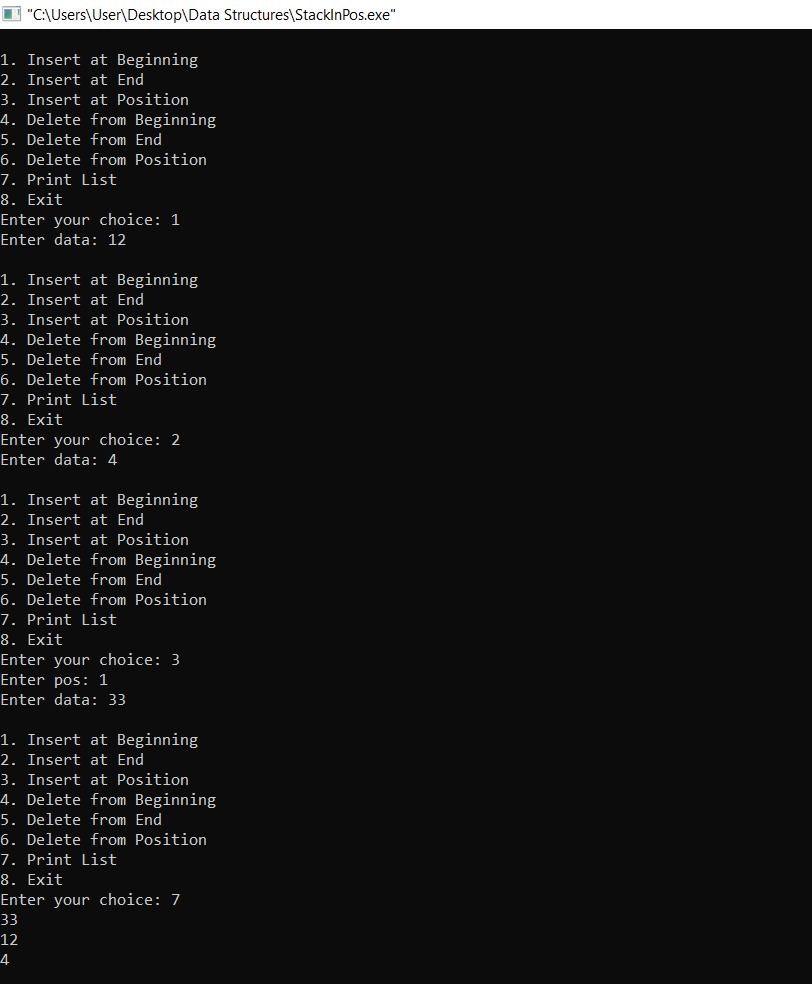 "C:\Users\User\Desktop\Data Structures\StackInPos.exe"
1. Insert at Beginning
2. Insert at End
3. Insert at Position
4. Delete from Beginning
5. Delete from End
6. Delete from Position
7. Print List
8. Exit
Enter your choice: 1
Enter data: 12
1. Insert at Beginning
2. Insert at End
3. Insert at Position
4. Delete from Beginning
5. Delete from End
6. Delete from Position
7. Print List
8. Exit
Enter your choice: 2
Enter data: 4
1. Insert at Beginning
2. Insert at End
3. Insert at Position
4. Delete from Beginning
5. Delete from End
6. Delete from Position
7. Print List
8. Exit
Enter your choice: 3
Enter pos: 1
Enter data: 33
1. Insert at Beginning
2. Insert at End
3. Insert at Position
4. Delete from Beginning
5. Delete from End
6. Delete from Position
7. Print List
8. Exit
Enter your choice: 7
33
12
4